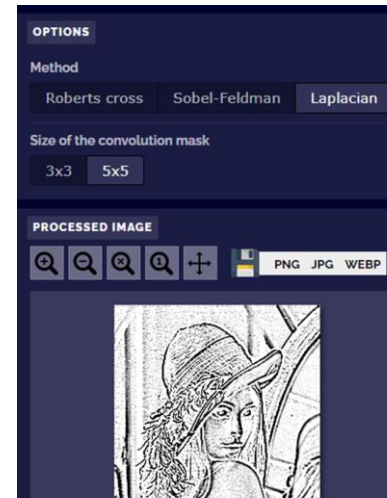 OPTIONS
Method
Roberts cross Sobel-Feldman Laplacian
Size of the convolution mask
3x3 5x5
PROCESSED IMAGE
1 PNG JPG WEBP